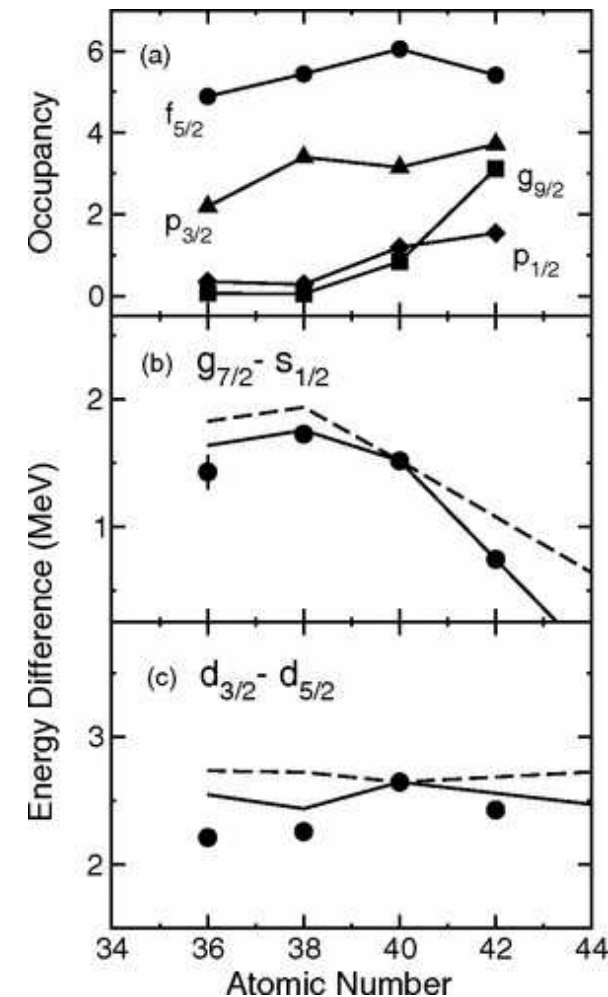 (a)
Occupancy
6
4
2
0
f5/2
p3/2
g9/2
p1/2
(b) g7/2- s1/2
2
1
Energy Difference (MeV)
(c) d3/2- d5/2
3
2
34 36 38 40 42 44
Atomic Number